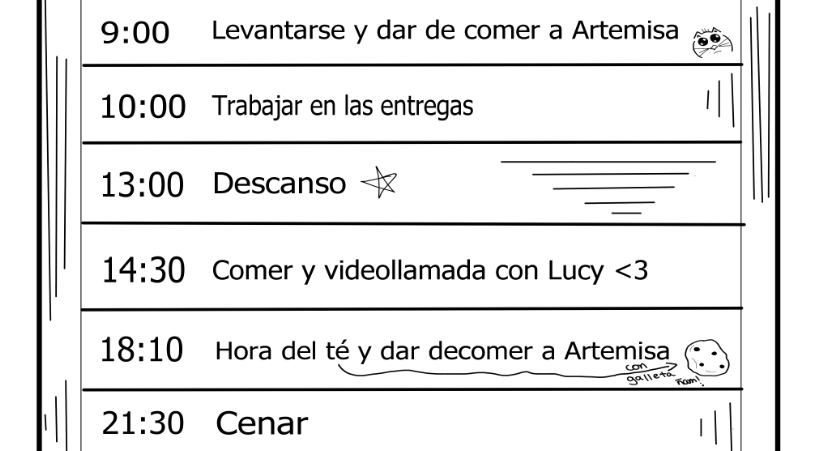 9:00 Levantarse y dar de comer a Artemisa
10:00 Trabajar en las entregas
13:00 Descanso
14:30 Comer y videollamada con Lucy <3
18:10 Hora del té y dar decomer a Artemisa
con
galleta
Ñam!
21:30 Cenar